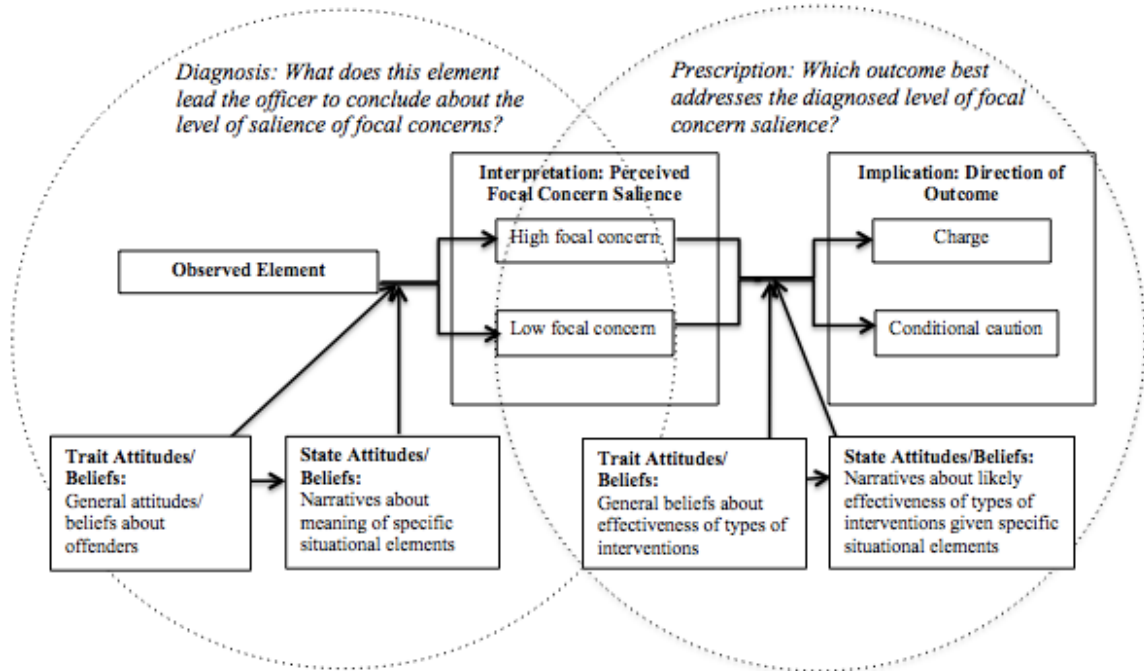 Diagnosis: What does this element
lead the officer to conclude about the
level of salience of focal concerns?
Prescription: Which outcome best
addresses the diagnosed level of focal
concern salience?
Interpretation: Perceived
Focal Concern Salience
High focal concern
Low focal concern
Implication: Direction of
Outcome
Charge
Conditional caution
Observed Element
Trait Attitudes/
Beliefs:
General attitudes/
beliefs about
offenders
State Attitudes/
Beliefs:
Narratives about
meaning of specific
situational elements
Trait Attitudes/
Beliefs:
General beliefs about
effectiveness of types of
interventions
State Attitudes/Beliefs:
Narratives about likely
effectiveness of types of
interventions given specific
situational elements